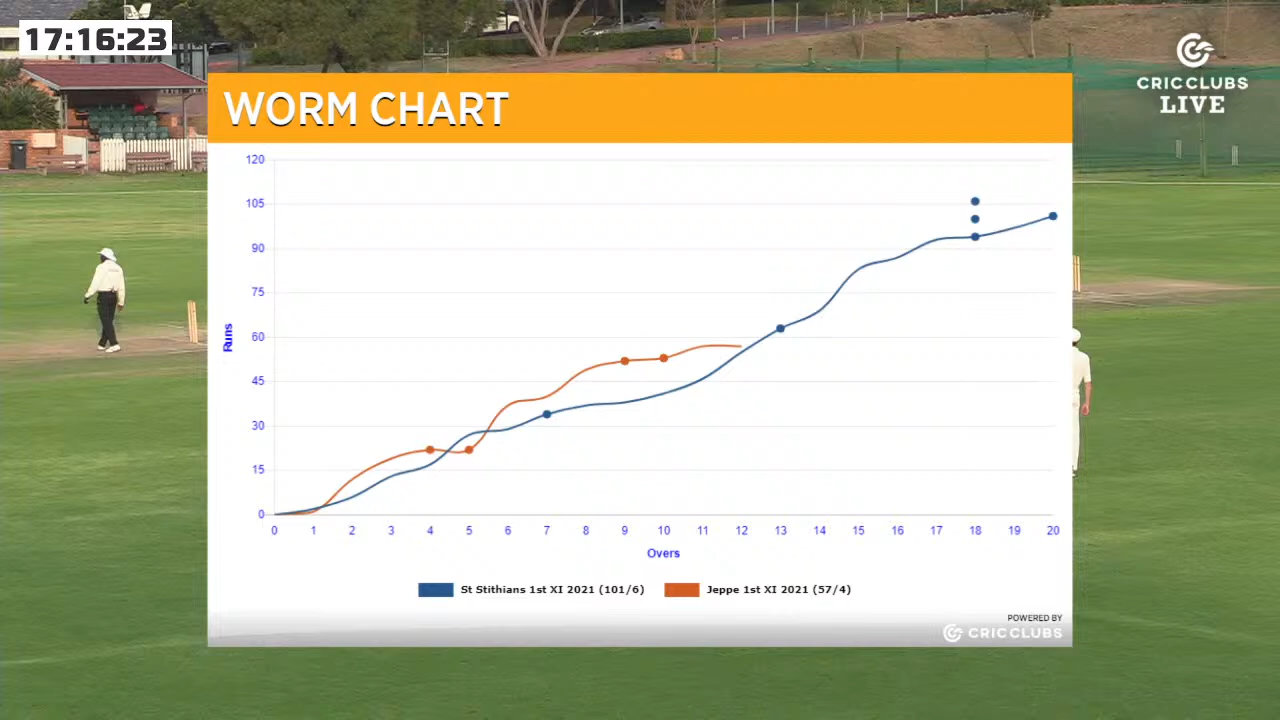 17:16:23
CRICCLUBS
LIVE
WORM CHART
120
105
90
75
60
45
30
15
0
Runs
0 1 2 3 4 5 6 7 8 9 10 11 12 13 14 15 16 17 18 19 20
Overs
St Stithians 1st XI 2021 (101/6) Jeppe 1st XI 2021 (57/4)
POWERED BY
CRICCLUBS